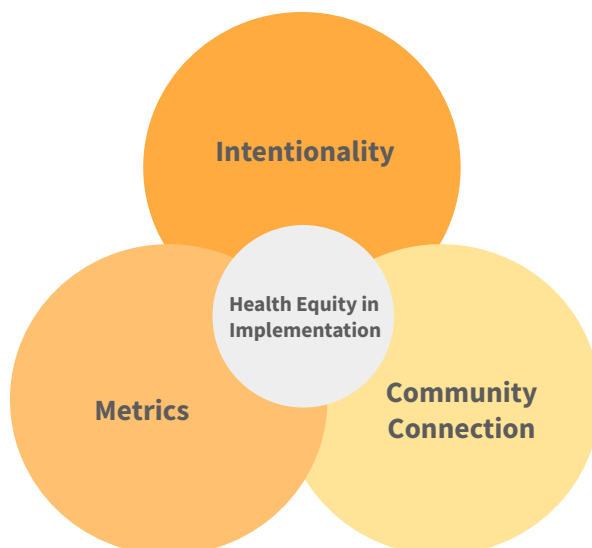 Intentionality
Health Equity in
Implementation
Metrics
Community
Connection